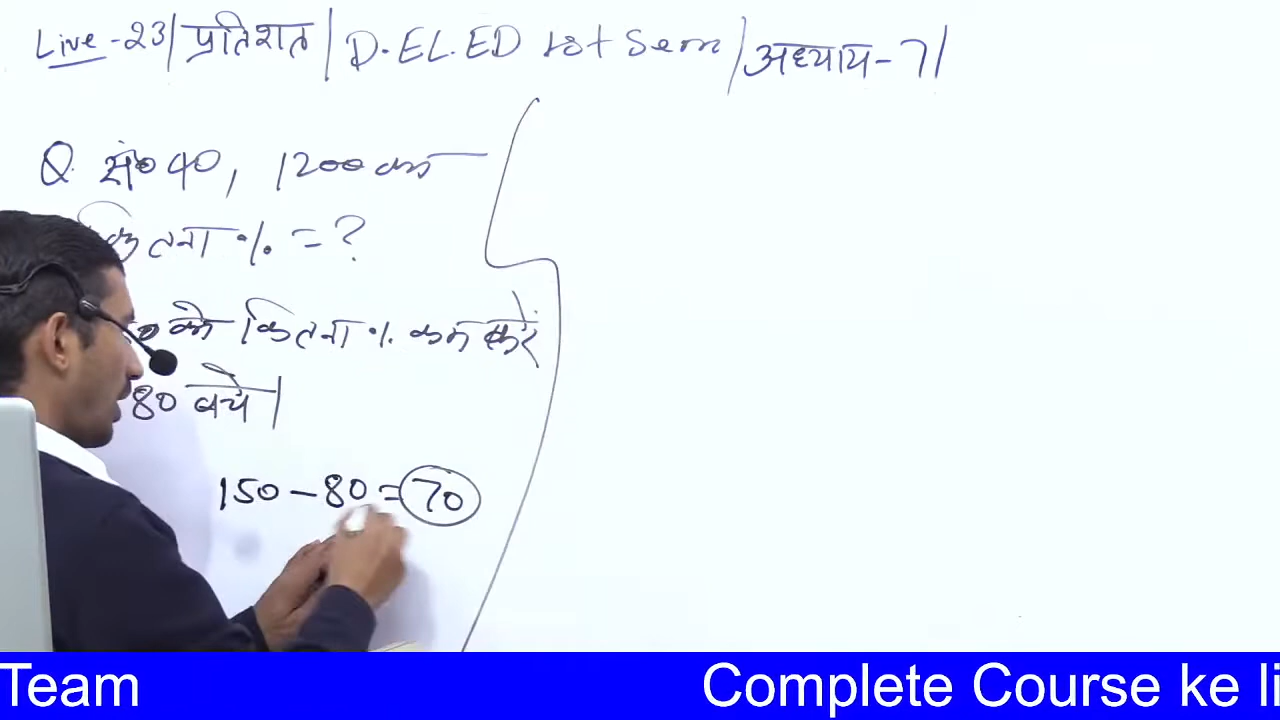 Live-23| प्रतिशत | D.EL.ED 1st Sem | अध्याय-7|
Q. सं० 40, 1200 का
कितना % = ?
को कितना % कम करें
80 बचे|
150 - 80 = 70
Team Complete Course ke li